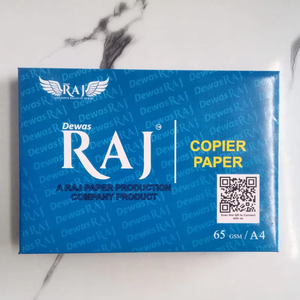 RAJ
Dewas
RAJ
A RAJ PAPER PRODUCTION
COMPANY PRODUCT
COPIER
PAPER
65 GSM / A4